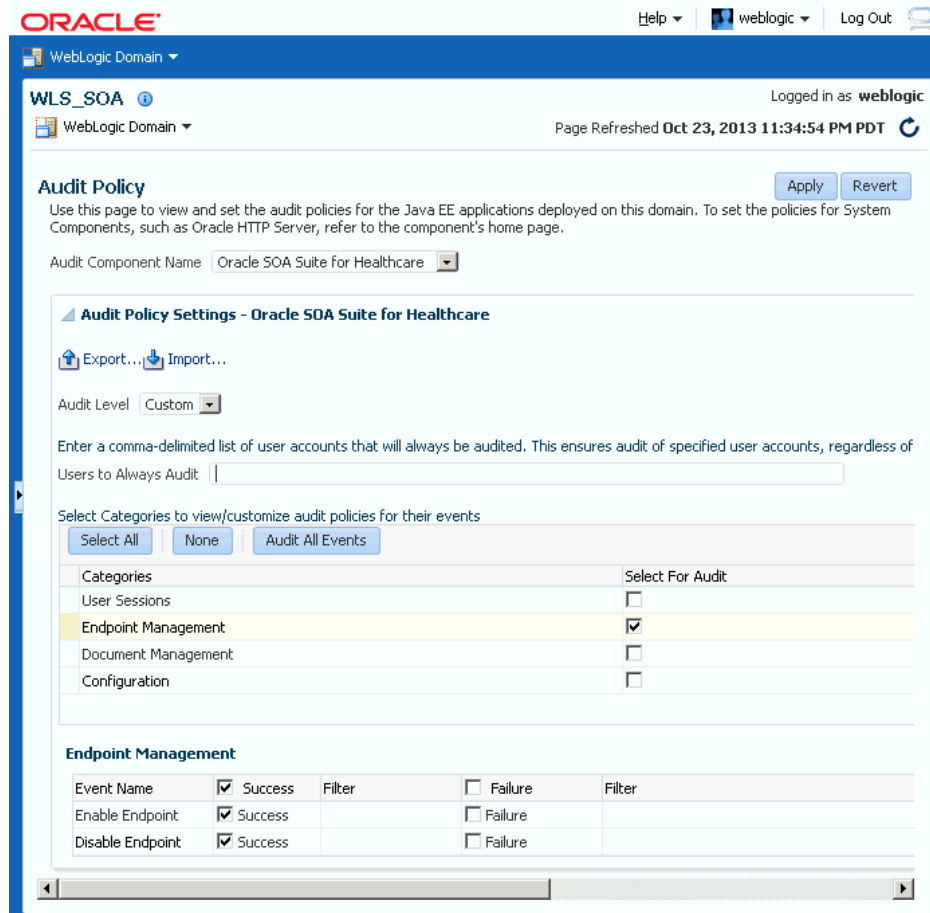 ORACLE
Help weblogic Log Out
WebLogic Domain
WLS_SOA Logged in as weblogic
WebLogic Domain Page Refreshed Oct 23, 2013 11:34:54 PM PDT
Audit Policy Apply Revert
Use this page to view and set the audit policies for the Java EE applications deployed on this domain. To set the policies for System
Components, such as Oracle HTTP Server, refer to the component's home page.
Audit Component Name Oracle SOA Suite for Healthcare
Audit Policy Settings - Oracle SOA Suite for Healthcare
Export... Import...
Audit Level Custom
Enter a comma-delimited list of user accounts that will always be audited. This ensures audit of specified user accounts, regardless of
Users to Always Audit
Select Categories to view/customize audit policies for their events
Select All None Audit All Events
Categories Select For Audit
User Sessions
Endpoint Management
Document Management
Configuration
Endpoint Management
Event Name Success Filter Failure Filter
Enable Endpoint Success Failure
Disable Endpoint Success Failure